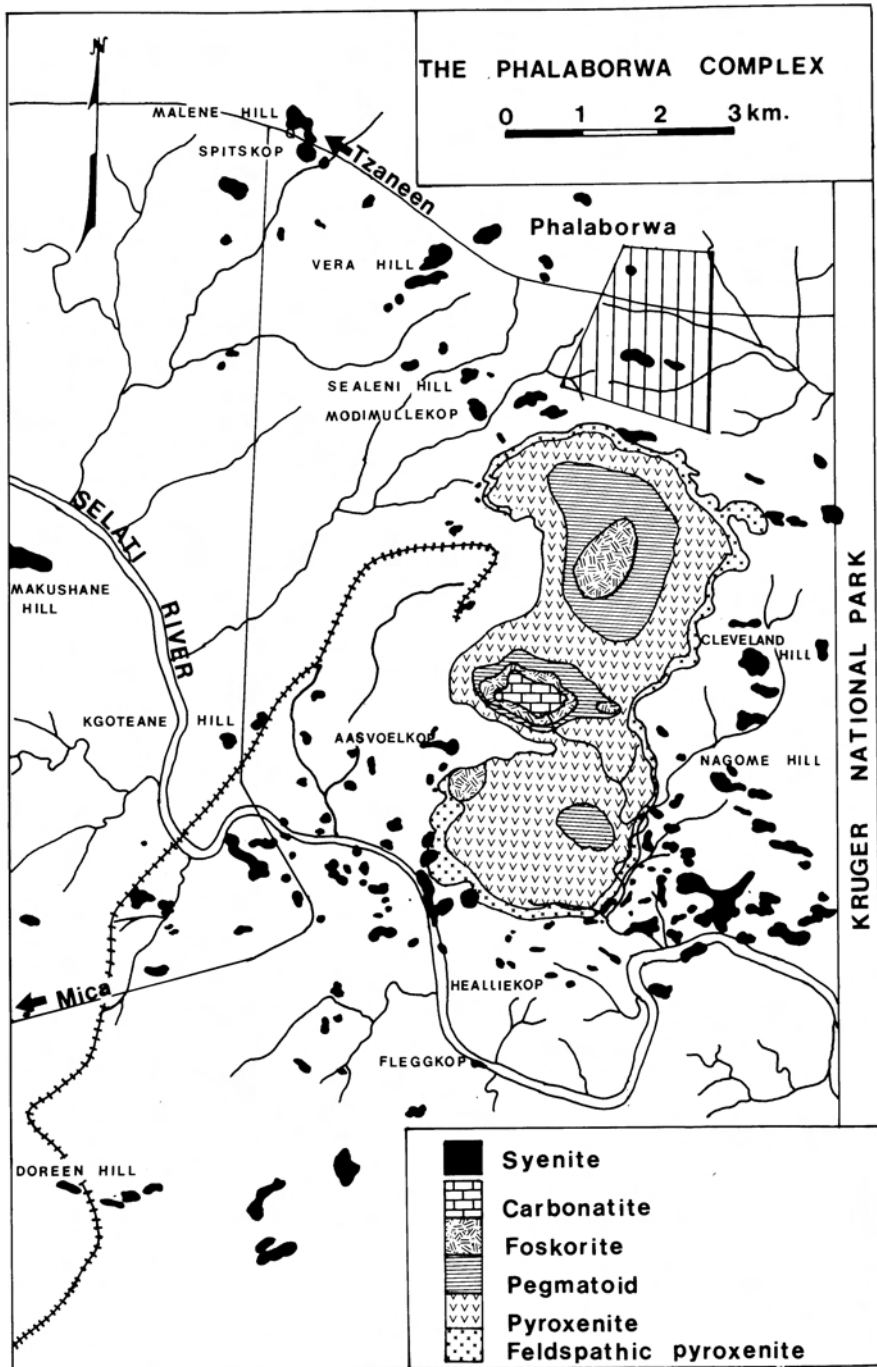 N
THE PHALABORWA COMPLEX
0 1 2 3 km.
MALENE HILL
SPITSKOP
Tzaneen
Phalaborwa
VERA HILL
SEALENI HILL
MODIMULLEKOP
SELATI RIVER
MAKUSHANE
HILL
CLEVELAND
HILL
KGOTEANE HILL
AASVOELKOP
NAGOME HILL
KRUGER NATIONAL PARK
Mica
HEALLIEKOP
FLEGGKOP
DOREEN HILL
Syenite
Carbonatite
Foskorite
Pegmatoid
Pyroxenite
Feldspathic pyroxenite